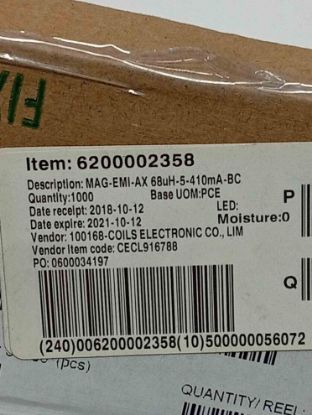 Item: 6200002358
Description: MAG-EMI-AX 68uH-5-410mA-BC
Quantity:1000 Base UOM:PCE
Date receipt: 2018-10-12 LED:
Date expire: 2021-10-12 Moisture:0
Vendor: 100168-COILS ELECTRONIC CO., LIM
Vendor Item code: CECL916788
PO: 0600034197
P
Q
(240)006200002358(10)500000056072
(pcs)
QUANTITY/ REEL: